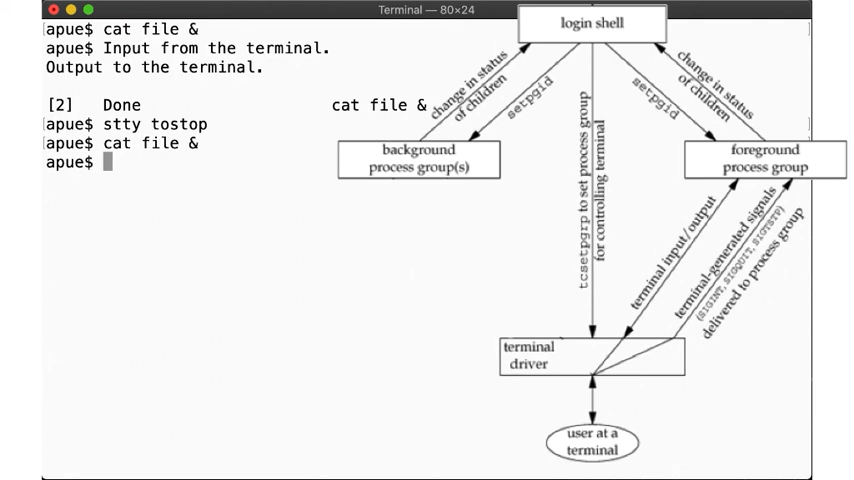 Terminal — 80×24
apue$ cat file &
apue$ Input from the terminal.
Output to the terminal.
[2]   Done                    cat file &
apue$ stty tostop
apue$ cat file &
apue$
login shell
change in status
of children
setpgid
tcsetpgrp to set process group
for controlling terminal
setpgid
change in status
of children
background
process group(s)
foreground
process group
terminal input/output
terminal-generated signals
(SIGINT, SIGQUIT, SIGTSTP)
delivered to process group
terminal
driver
user at a
terminal